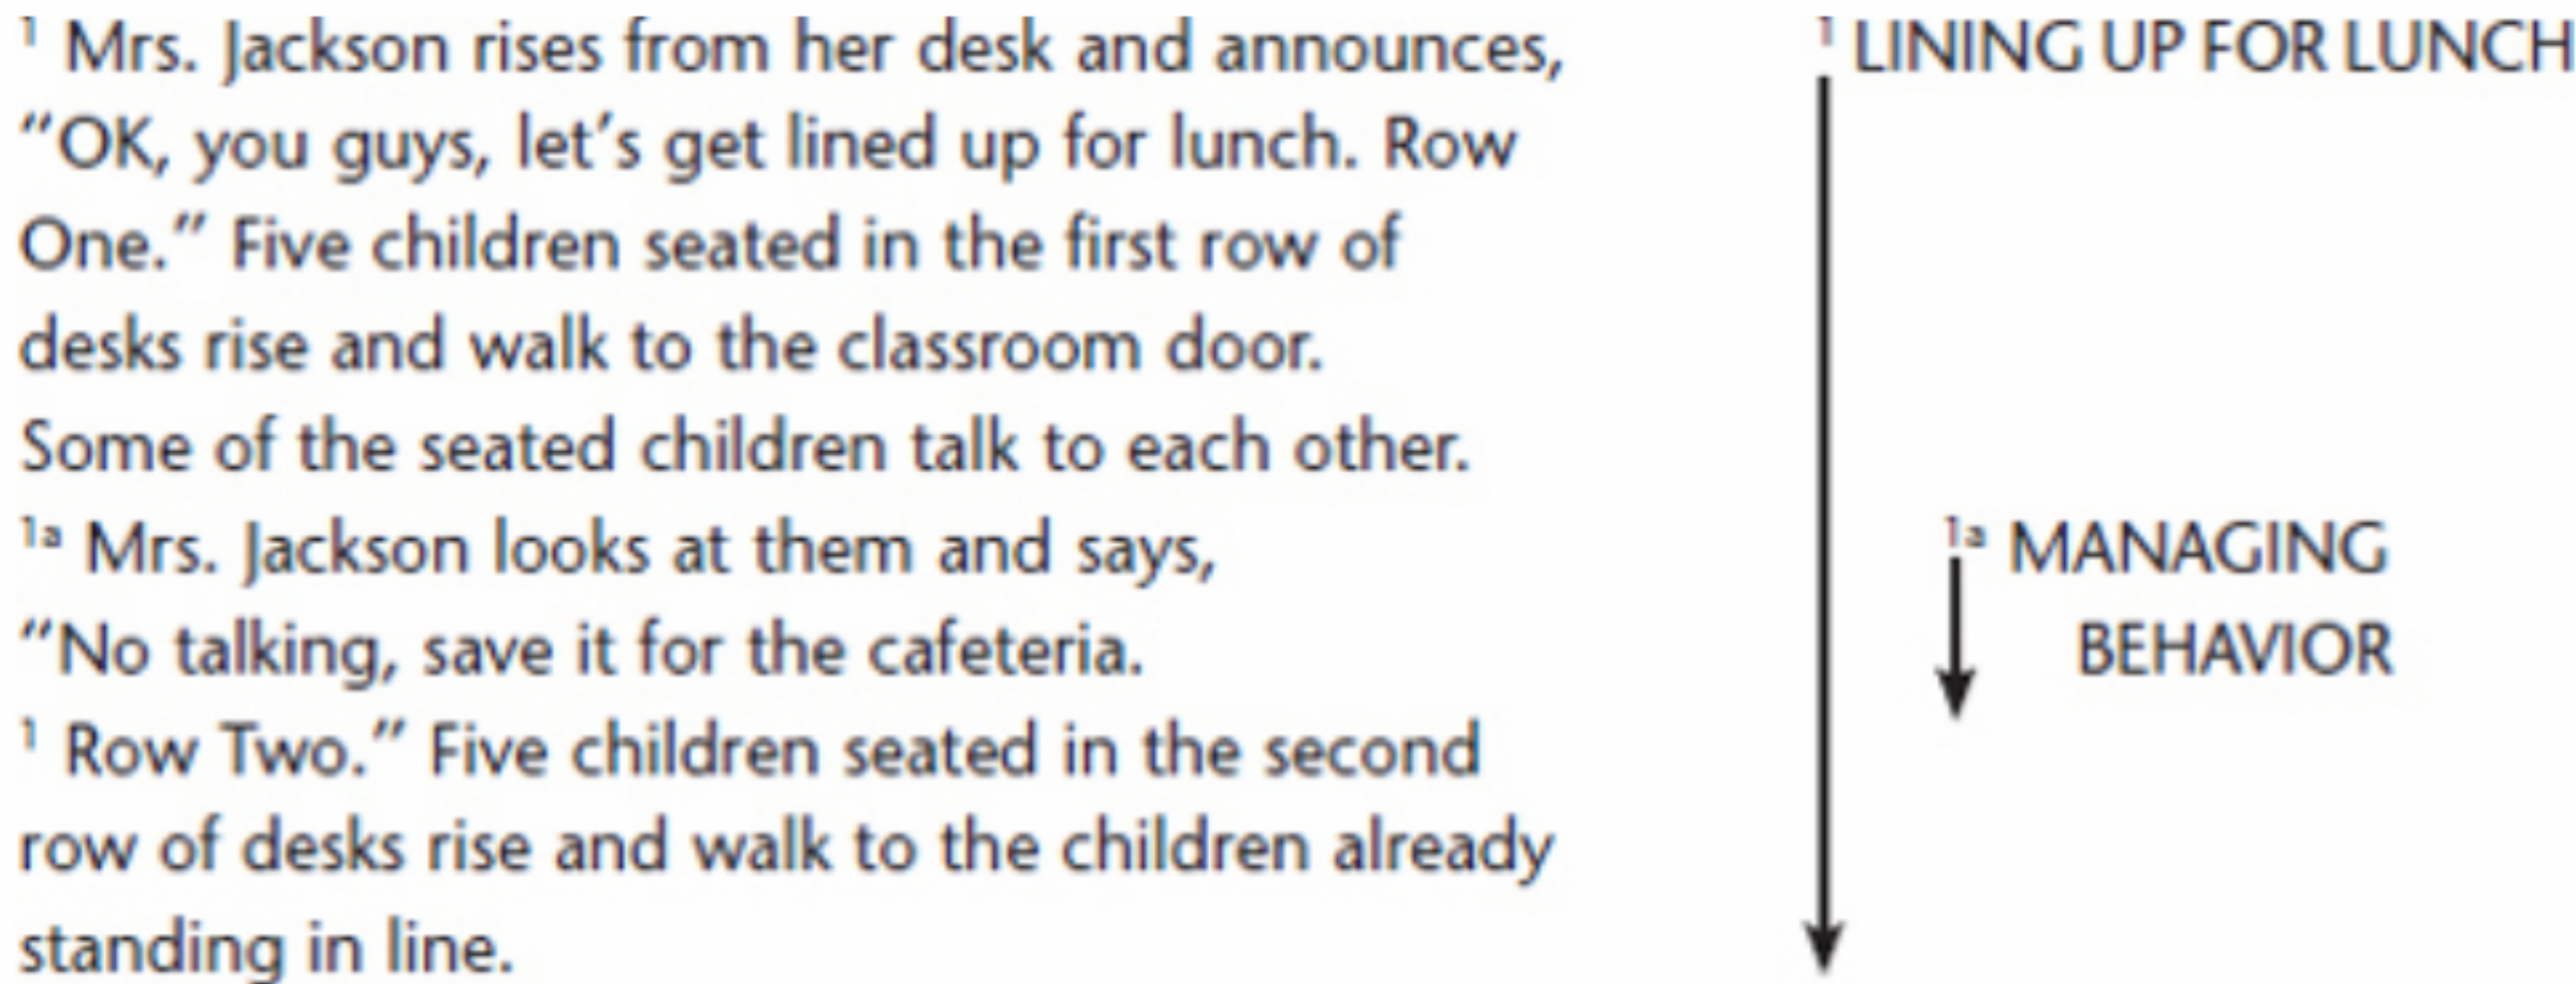 ¹ Mrs. Jackson rises from her desk and announces,
“OK, you guys, let’s get lined up for lunch. Row
One.” Five children seated in the first row of
desks rise and walk to the classroom door.
Some of the seated children talk to each other.
¹ᵃ Mrs. Jackson looks at them and says,
“No talking, save it for the cafeteria.
¹ Row Two.” Five children seated in the second
row of desks rise and walk to the children already
standing in line.
¹ LINING UP FOR LUNCH
¹ᵃ MANAGING
BEHAVIOR